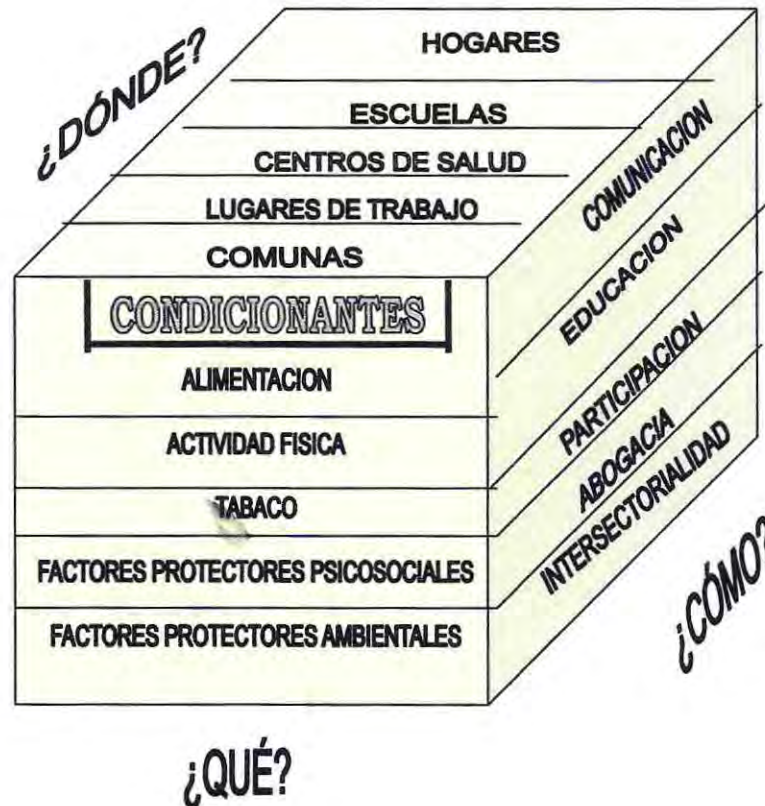 ¿DÓNDE?
HOGARES
ESCUELAS
CENTROS DE SALUD
LUGARES DE TRABAJO
COMUNAS
CONDICIONANTES
ALIMENTACION
ACTIVIDAD FISICA
TABACO
FACTORES PROTECTORES PSICOSOCIALES
FACTORES PROTECTORES AMBIENTALES
¿QUÉ?
COMUNICACION
EDUCACION
PARTICIPACION
ABOGACIA
INTERSECTORIALIDAD
¿CÓMO?